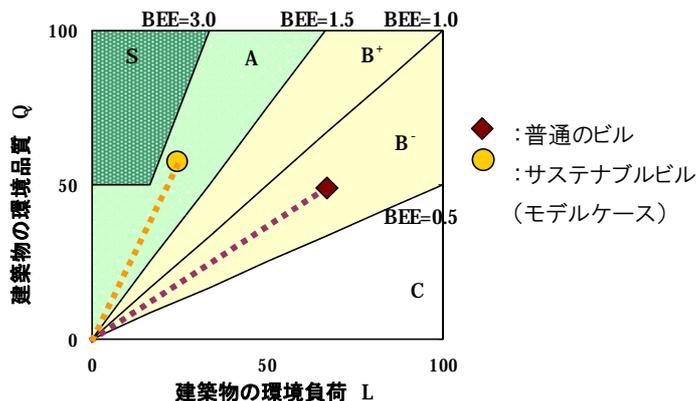 BEE=3.0 BEE=1.5 BEE=1.0
100
S A B+
B-
50
BEE=0.5
C
0
0 50 100
建築物の環境品質 Q
建築物の環境負荷 L
：普通のビル
：サステナブルビル
（モデルケース）